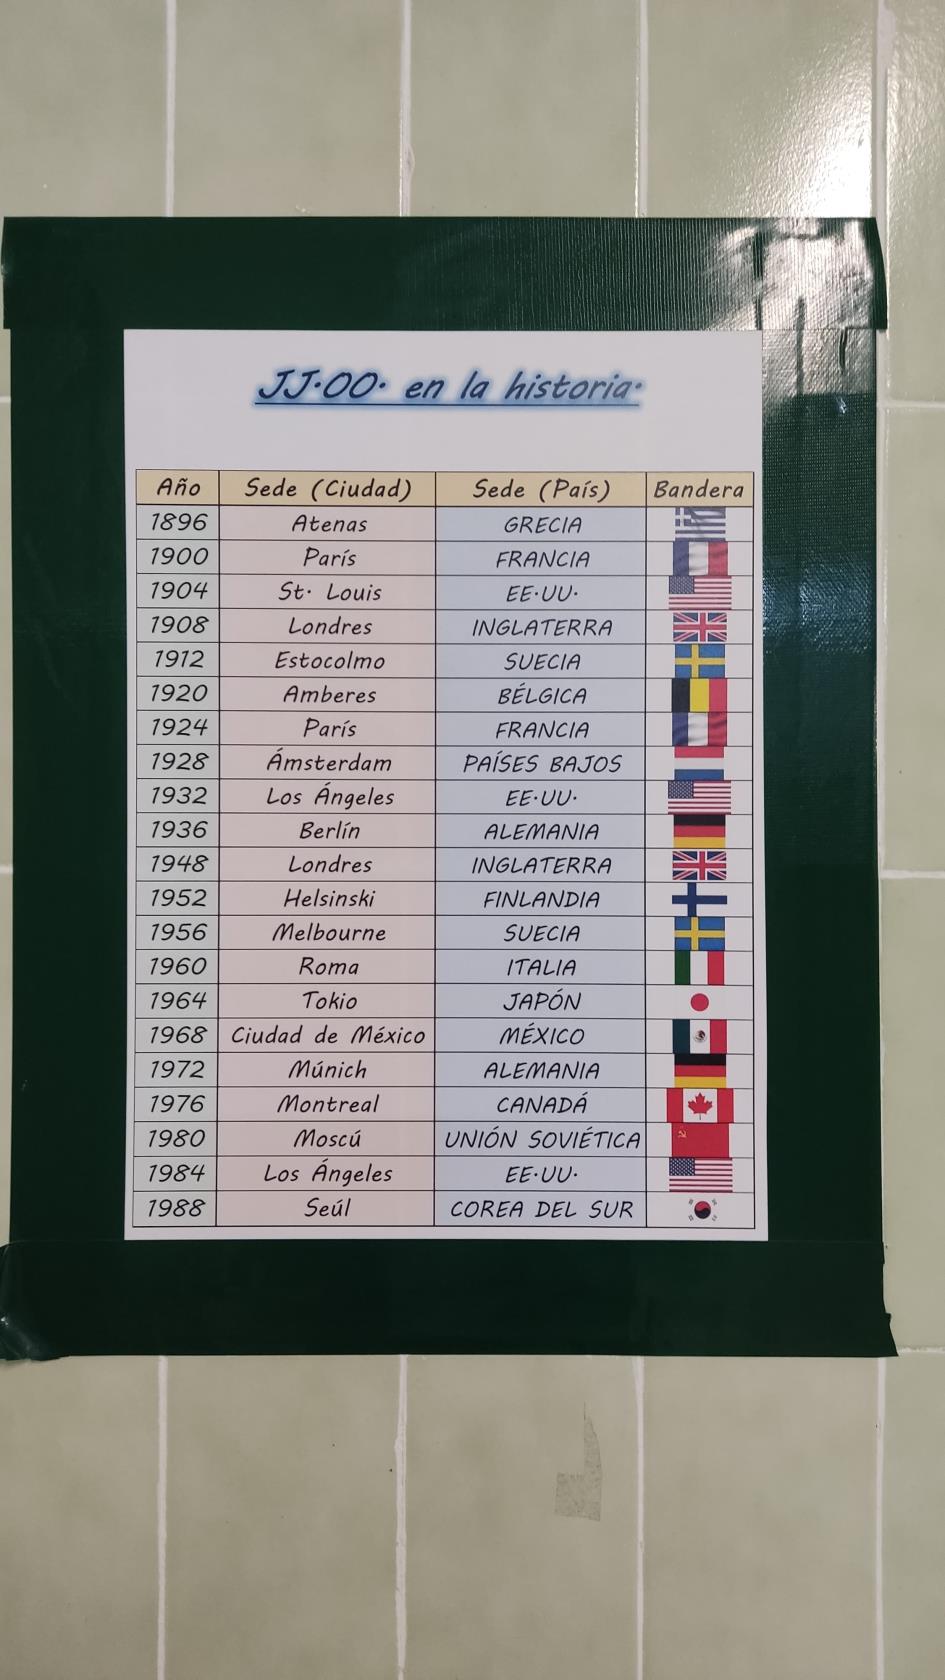 JJ.OO. en la historia.
Año Sede (Ciudad) Sede (País) Bandera
1896 Atenas GRECIA
1900 París FRANCIA
1904 St. Louis EE.UU.
1908 Londres INGLATERRA
1912 Estocolmo SUECIA
1920 Amberes BÉLGICA
1924 París FRANCIA
1928 Ámsterdam PAÍSES BAJOS
1932 Los Ángeles EE.UU.
1936 Berlín ALEMANIA
1948 Londres INGLATERRA
1952 Helsinski FINLANDIA
1956 Melbourne SUECIA
1960 Roma ITALIA
1964 Tokio JAPÓN
1968 Ciudad de México MÉXICO
1972 Múnich ALEMANIA
1976 Montreal CANADÁ
1980 Moscú UNIÓN SOVIÉTICA
1984 Los Ángeles EE.UU.
1988 Seúl COREA DEL SUR